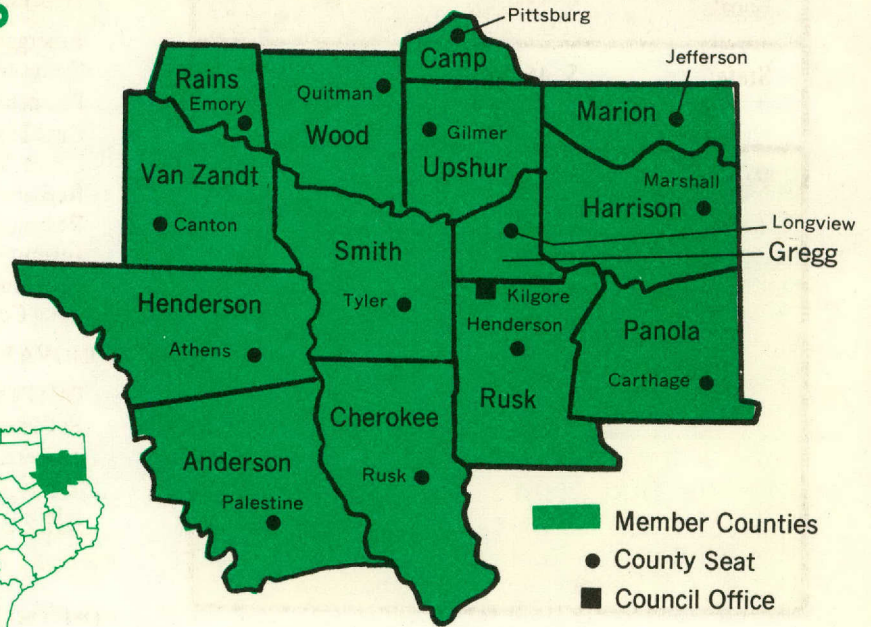 Pittsburg
Camp
Jefferson
Rains
Emory
Quitman
Wood
Gilmer
Upshur
Marion
Marshall
Harrison
Van Zandt
Canton
Longview
Gregg
Smith
Tyler
Kilgore
Henderson
Athens
Henderson
Rusk
Panola
Carthage
Cherokee
Rusk
Anderson
Palestine
Member Counties
County Seat
Council Office